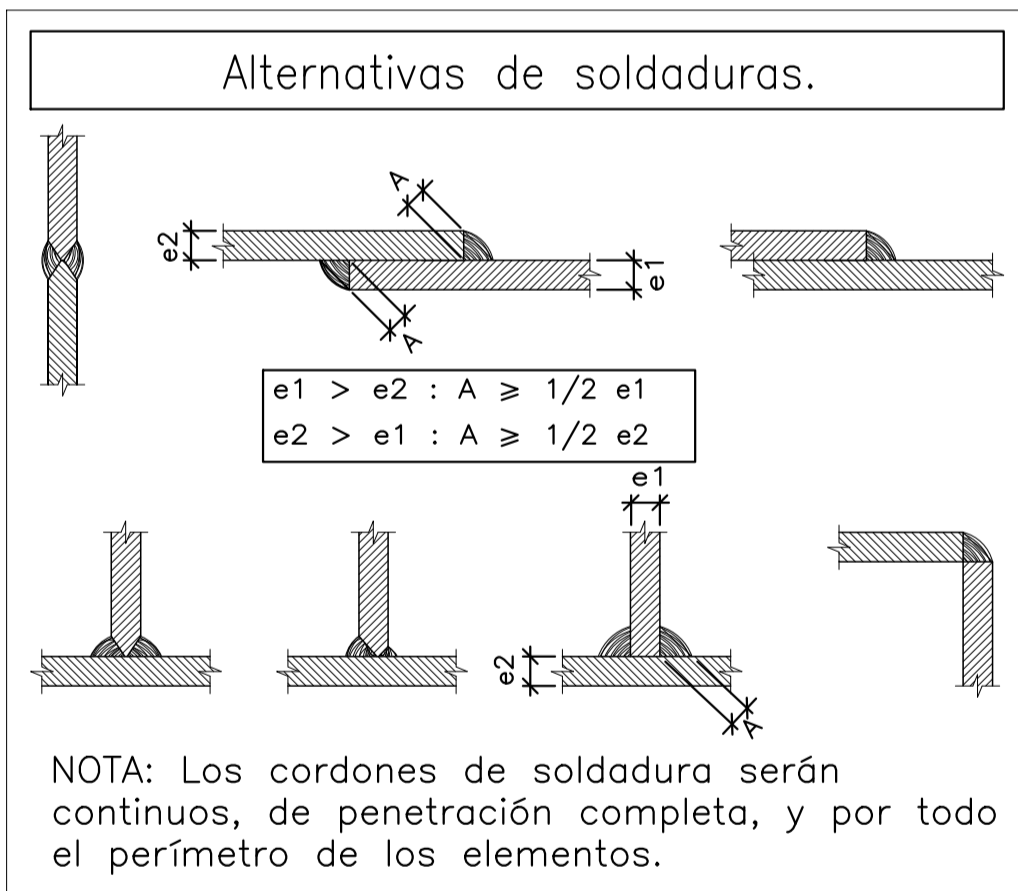 Alternativas de soldaduras.
A
e2
e1
A
e1 > e2 : A ⩾ 1/2 e1
e2 > e1 : A ⩾ 1/2 e2
e1
e2
A
NOTA: Los cordones de soldadura serán
continuos, de penetración completa, y por todo
el perímetro de los elementos.